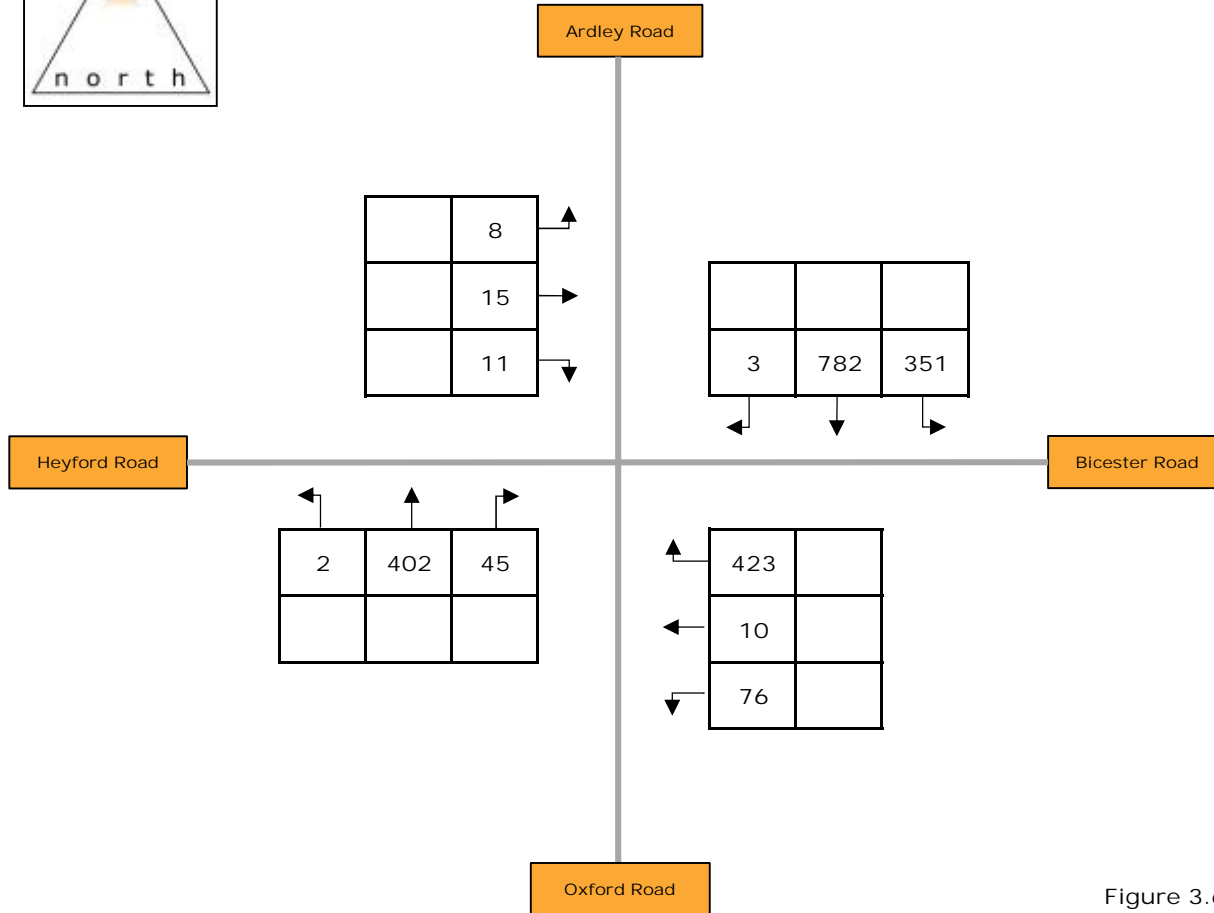 Ardley Road
north
8
15
11
3 782 351
Heyford Road
Bicester Road
2 402 45
423
10
76
Oxford Road
Figure 3.